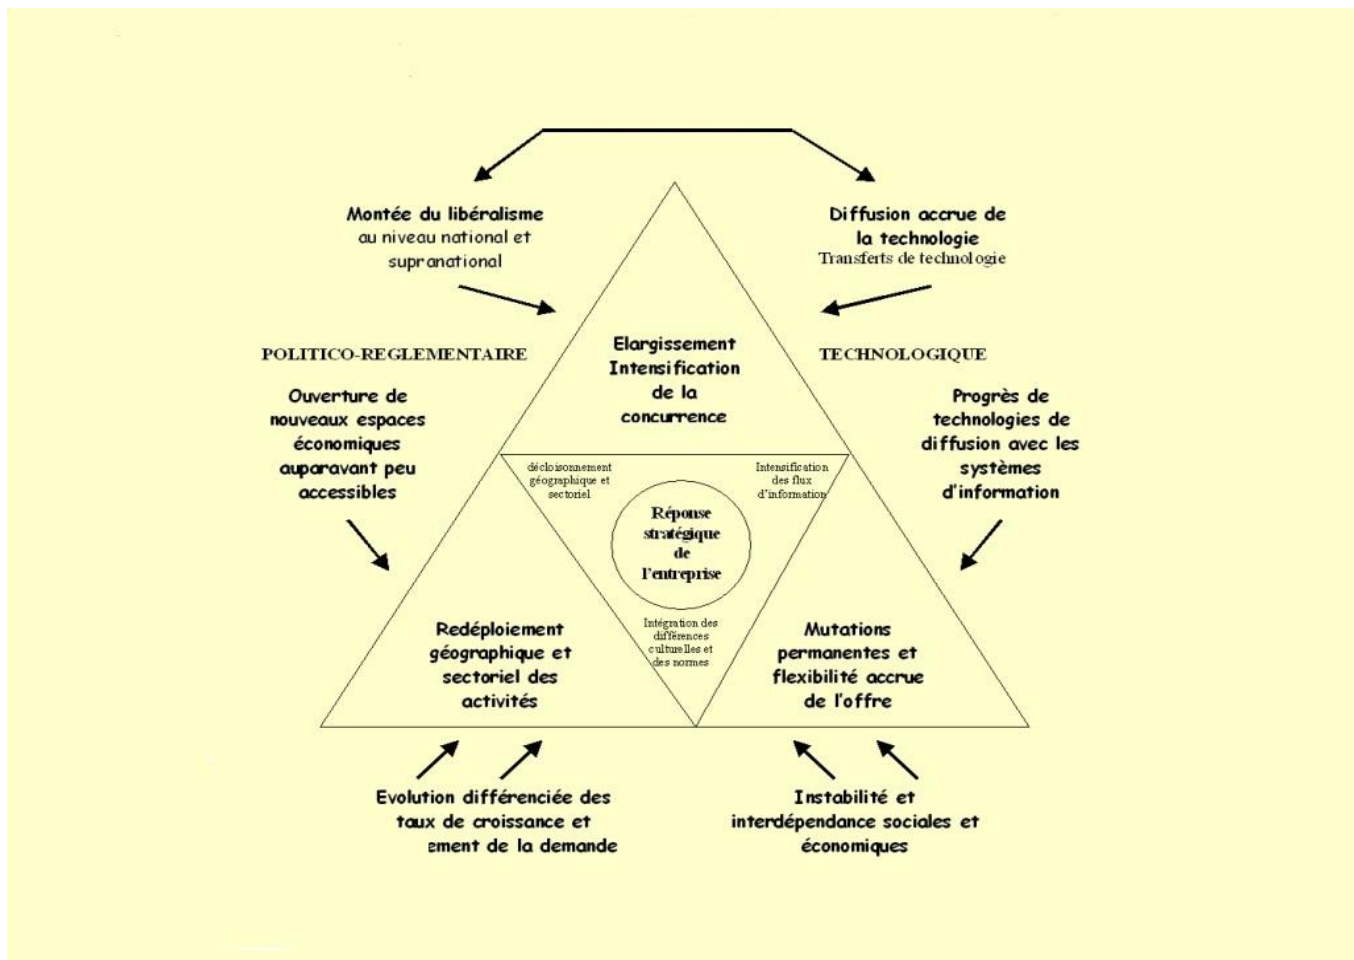 Montée du libéralisme
au niveau national et
supranational
Diffusion accrue de
la technologie
Transferts de technologie
POLITICO-REGLEMENTAIRE
Elargissement
Intensification
de la
concurrence
TECHNOLOGIQUE
Ouverture de
nouveaux espaces
économiques
auparavant peu
accessibles
Progrès de
technologies de
diffusion avec les
systèmes
d'information
décloisonnement
géographique et
sectoriel
Intensification
des flux
d'information
Réponse
stratégique
de
l'entreprise
Intégration des
différences
culturelles et
des normes
Redéploiement
géographique et
sectoriel des
activités
Mutations
permanentes et
flexibilité accrue
de l'offre
Evolution différenciée des
taux de croissance et
ement de la demande
Instabilité et
interdépendance sociales et
économiques